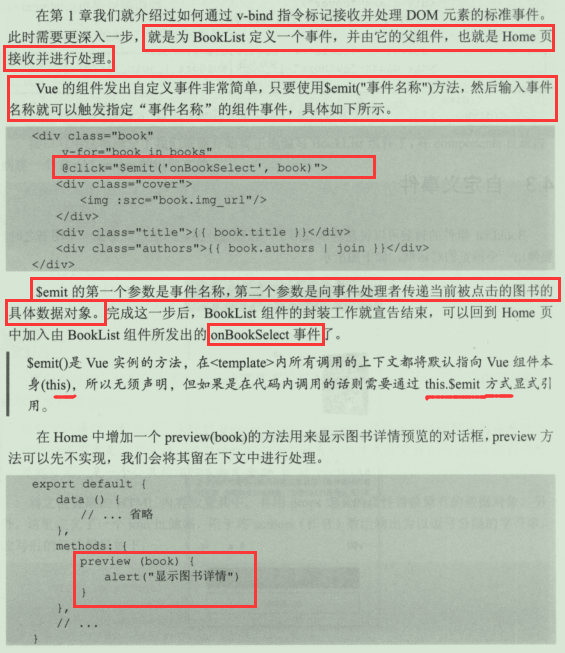 在第 1 章我们就介绍过如何通过 v-bind 指令标记接收并处理 DOM 元素的标准事件。
此时需要更深入一步，就是为 BookList 定义一个事件，并由它的父组件，也就是 Home 页
接收并进行处理。
Vue 的组件发出自定义事件非常简单，只要使用$emit("事件名称")方法，然后输入事件
名称就可以触发指定“事件名称”的组件事件，具体如下所示。
<div class="book"
v-for="book in books"
@click="$emit('onBookSelect', book)">
<div class="cover">
<img :src="book.img_url"/>
</div>
<div class="title">{{ book.title }}</div>
<div class="authors">{{ book.authors | join }}</div>
</div>
$emit 的第一个参数是事件名称，第二个参数是向事件处理者传递当前被点击的图书的
具体数据对象。完成这一步后，BookList 组件的封装工作就宣告结束，可以回到 Home 页
中加入由 BookList 组件所发出的 onBookSelect 事件了。
$emit()是 Vue 实例的方法，在<template>内所有调用的上下文都将默认指向 Vue 组件本
身(this)，所以无须声明，但如果是在代码内调用的话则需要通过 this.$emit 方式显式引
用。
在 Home 中增加一个 preview(book)的方法用来显示图书详情预览的对话框，preview 方
法可以先不实现，我们会将其留在下文中进行处理。
export default {
data () {
// ... 省略
},
methods: {
preview (book) {
alert("显示图书详情")
}
},
// ...
}